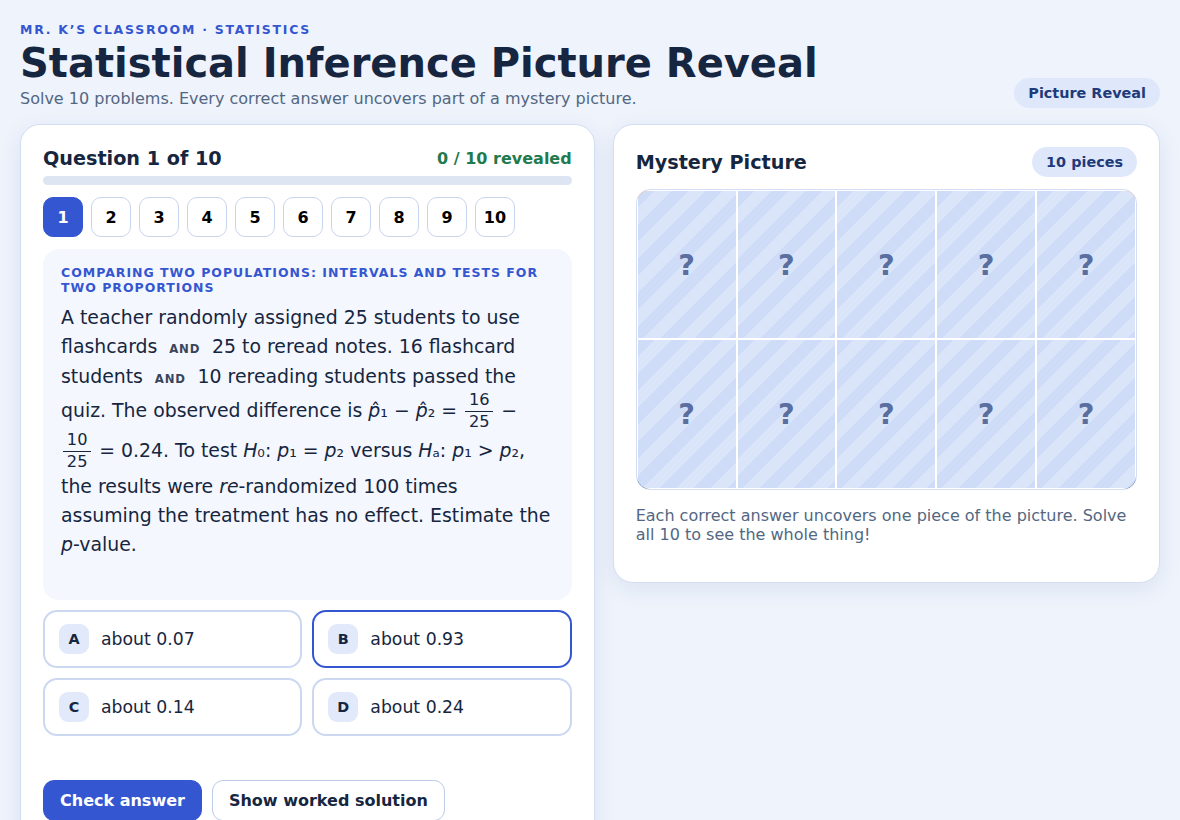 MR. K'S CLASSROOM · STATISTICS
Statistical Inference Picture Reveal
Solve 10 problems. Every correct answer uncovers part of a mystery picture.
Picture Reveal
Question 1 of 10
0 / 10 revealed
1 2 3 4 5 6 7 8 9 10
COMPARING TWO POPULATIONS: INTERVALS AND TESTS FOR
TWO PROPORTIONS
A teacher randomly assigned 25 students to use
flashcards AND 25 to reread notes. 16 flashcard
students AND 10 rereading students passed the
quiz. The observed difference is p̂₁ − p̂₂ = 16/25 −
10/25 = 0.24. To test H₀: p₁ = p₂ versus Hₐ: p₁ > p₂,
the results were re-randomized 100 times
assuming the treatment has no effect. Estimate the
p-value.
A about 0.07
B about 0.93
C about 0.14
D about 0.24
Check answer
Show worked solution
Mystery Picture
10 pieces
? ? ? ? ?
? ? ? ? ?
Each correct answer uncovers one piece of the picture. Solve
all 10 to see the whole thing!